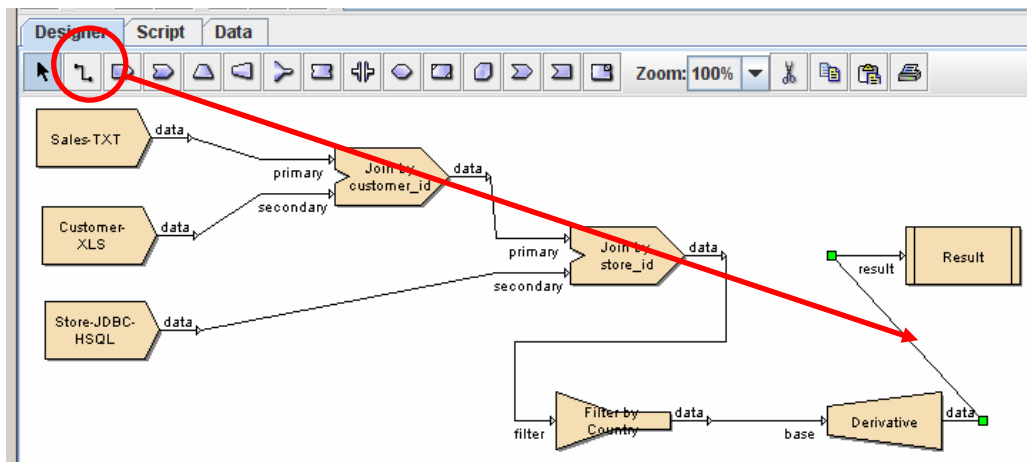 Designer Script Data
Zoom: 100%
Sales-TXT
data
primary
Join by
customer_id
data
secondary
Customer-
XLS
data
primary
Join by
store_id
data
secondary
result
Result
Store-JDBC-
HSQL
data
filter
Filter by
Country
data
base
Derivative
data